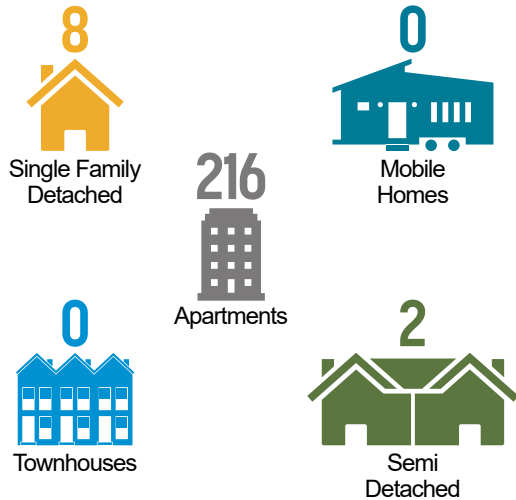 8
Single Family
Detached
0
Mobile
Homes
216
Apartments
0
Townhouses
2
Semi
Detached